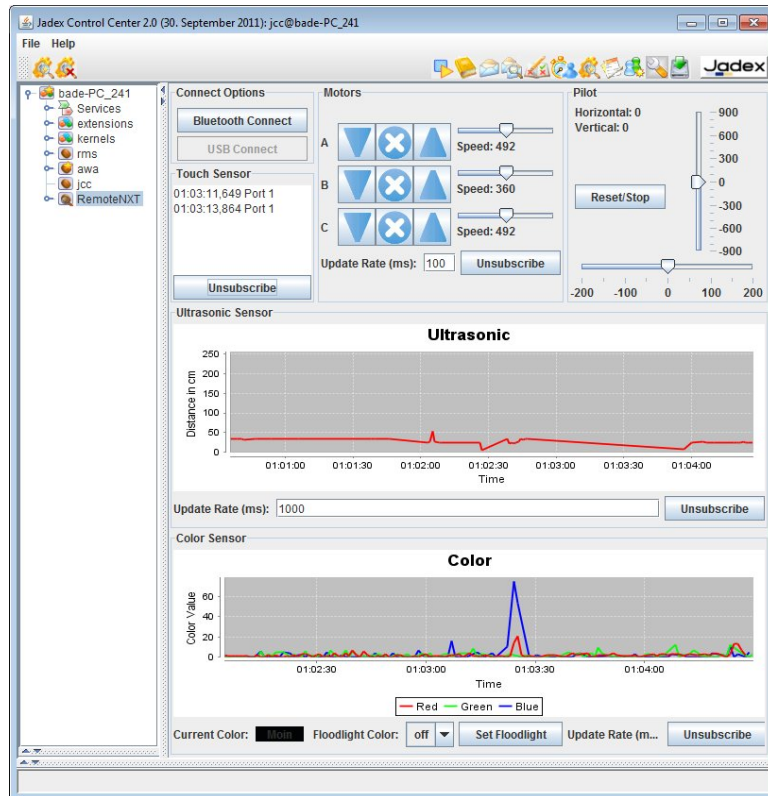 Jadex Control Center 2.0 (30. September 2011): jcc@bade-PC_241
File Help
Jadex
bade-PC_241
Services
extensions
kernels
rms
awa
jcc
RemoteNXT
Connect Options
Bluetooth Connect
USB Connect
Touch Sensor
01:03:11,649 Port 1
01:03:13,864 Port 1
Unsubscribe
Motors
A
Speed: 492
B
Speed: 360
C
Speed: 492
Update Rate (ms): 100 Unsubscribe
Pilot
Horizontal: 0
Vertical: 0
Reset/Stop
900
600
300
0
-300
-600
-900
-200 -100 0 100 200
Ultrasonic Sensor
Ultrasonic
Distance in cm
250
200
150
100
50
0
01:01:00 01:01:30 01:02:00 01:02:30 01:03:00 01:03:30 01:04:00
Time
Update Rate (ms): 1000 Unsubscribe
Color Sensor
Color
Color Value
60
40
20
0
01:02:30 01:03:00 01:03:30 01:04:00
Time
Red Green Blue
Current Color: Moin Floodlight Color: off Set Floodlight Update Rate (m... Unsubscribe